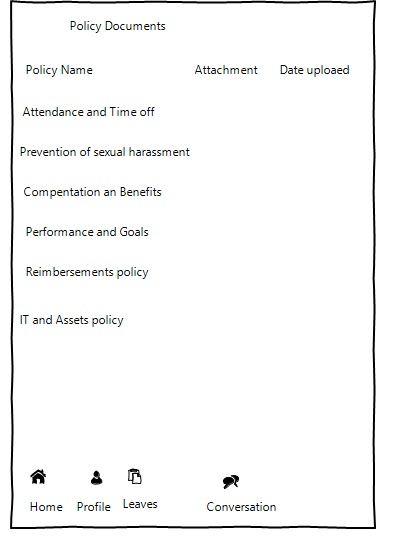 Policy Documents
Policy Name Attachment Date uploaed
Attendance and Time off
Prevention of sexual harassment
Compentation an Benefits
Performance and Goals
Reimbersements policy
IT and Assets policy
Home Profile Leaves Conversation